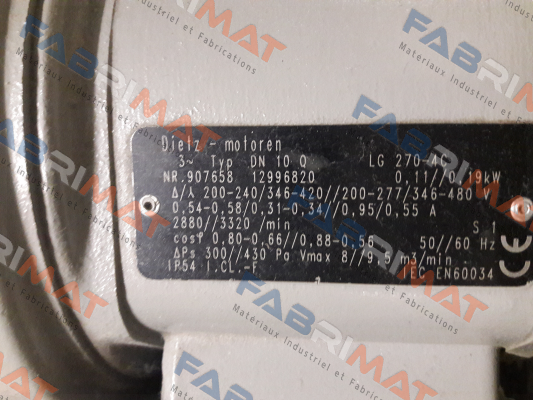 Dietz - motoren
3~ Typ DN 10 Q LG 270-4G
NR.907658 12996820 0,11//0,19kW
Δ/⅄ 200-240/346-420//200-277/346-480
0,54-0,58/0,31-0,34//0,95/0,55 A
2880//3320 /min S 1
cosφ 0,80-0,66//0,88-0,56 50//60 Hz
ΔPs 300//430 Pa Vmax 8//9,5 m3/min
IP54 I.CL.-F IEC EN60034
CE
FABRIMAT
Matériaux Industriel et Fabrications